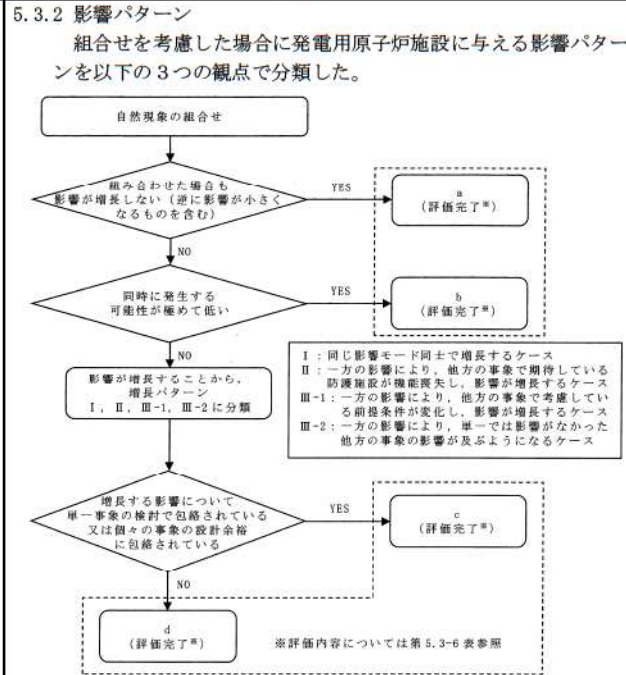 5.3.2 影響パターン
組合せを考慮した場合に発電用原子炉施設に与える影響パター
ンを以下の3つの観点で分類した。
自然現象の組合せ
組み合わせた場合も
影響が増長しない(逆に影響が小さく
なるものを含む)
YES
a
(評価完了※)
NO
同時に発生する
可能性が極めて低い
YES
b
(評価完了※)
NO
影響が増長することから,
増長パターン
Ⅰ, Ⅱ, Ⅲ-1, Ⅲ-2 に分類
Ⅰ:同じ影響モード同士で増長するケース
Ⅱ:一方の影響により,他方の事象で期待している
防護施設が機能喪失し,影響が増長するケース
Ⅲ-1:一方の影響により,他方の事象で考慮してい
る前提条件が変化し,影響が増長するケース
Ⅲ-2:一方の影響により,単一では影響がなかった
他方の事象の影響が及ぶようになるケース
増長する影響について
単一事象の検討で包絡されている
又は個々の事象の設計余裕
に包絡されている
YES
c
(評価完了※)
NO
d
(評価完了※)
※評価内容については第 5.3-6 表参照